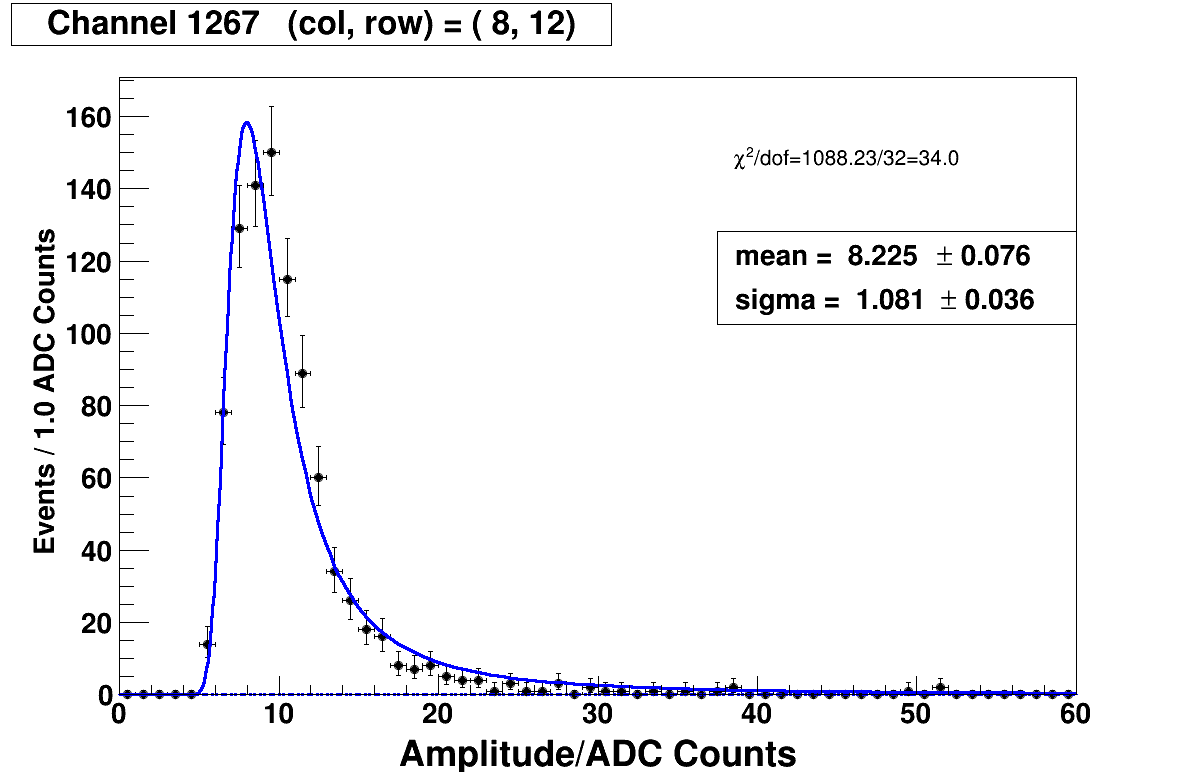 Channel 1267 (col, row) = ( 8, 12)
χ²/dof=1088.23/32=34.0
mean = 8.225 ± 0.076
sigma = 1.081 ± 0.036
Events / 1.0 ADC Counts
160
140
120
100
80
60
40
20
0
0 10 20 30 40 50 60
Amplitude/ADC Counts